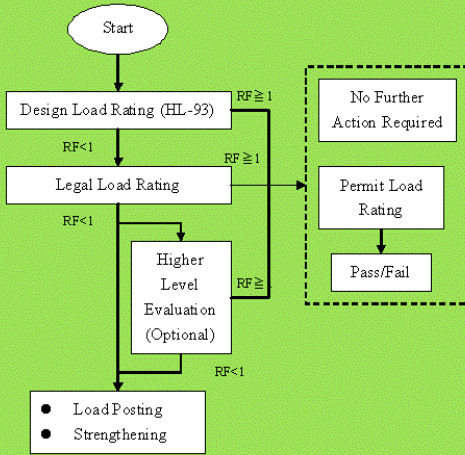 Start
Design Load Rating (HL-93)
RF≧1
RF<1
Legal Load Rating
RF≧1
RF<1
Higher
Level
Evaluation
(Optional)
RF≧
RF<1
● Load Posting
● Strengthening
No Further
Action Required
Permit Load
Rating
Pass/Fail